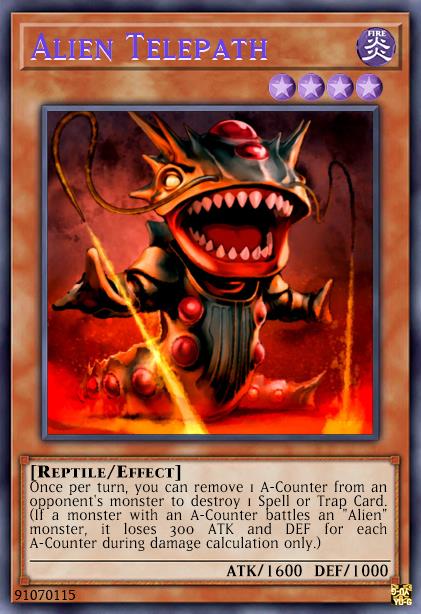 Alien Telepath
FIRE
炎
[Reptile/Effect]
Once per turn, you can remove 1 A-Counter from an
opponent's monster to destroy 1 Spell or Trap Card.
(If a monster with an A-Counter battles an "Alien"
monster, it loses 300 ATK and DEF for each
A-Counter during damage calculation only.)
ATK/1600 DEF/1000
91070115